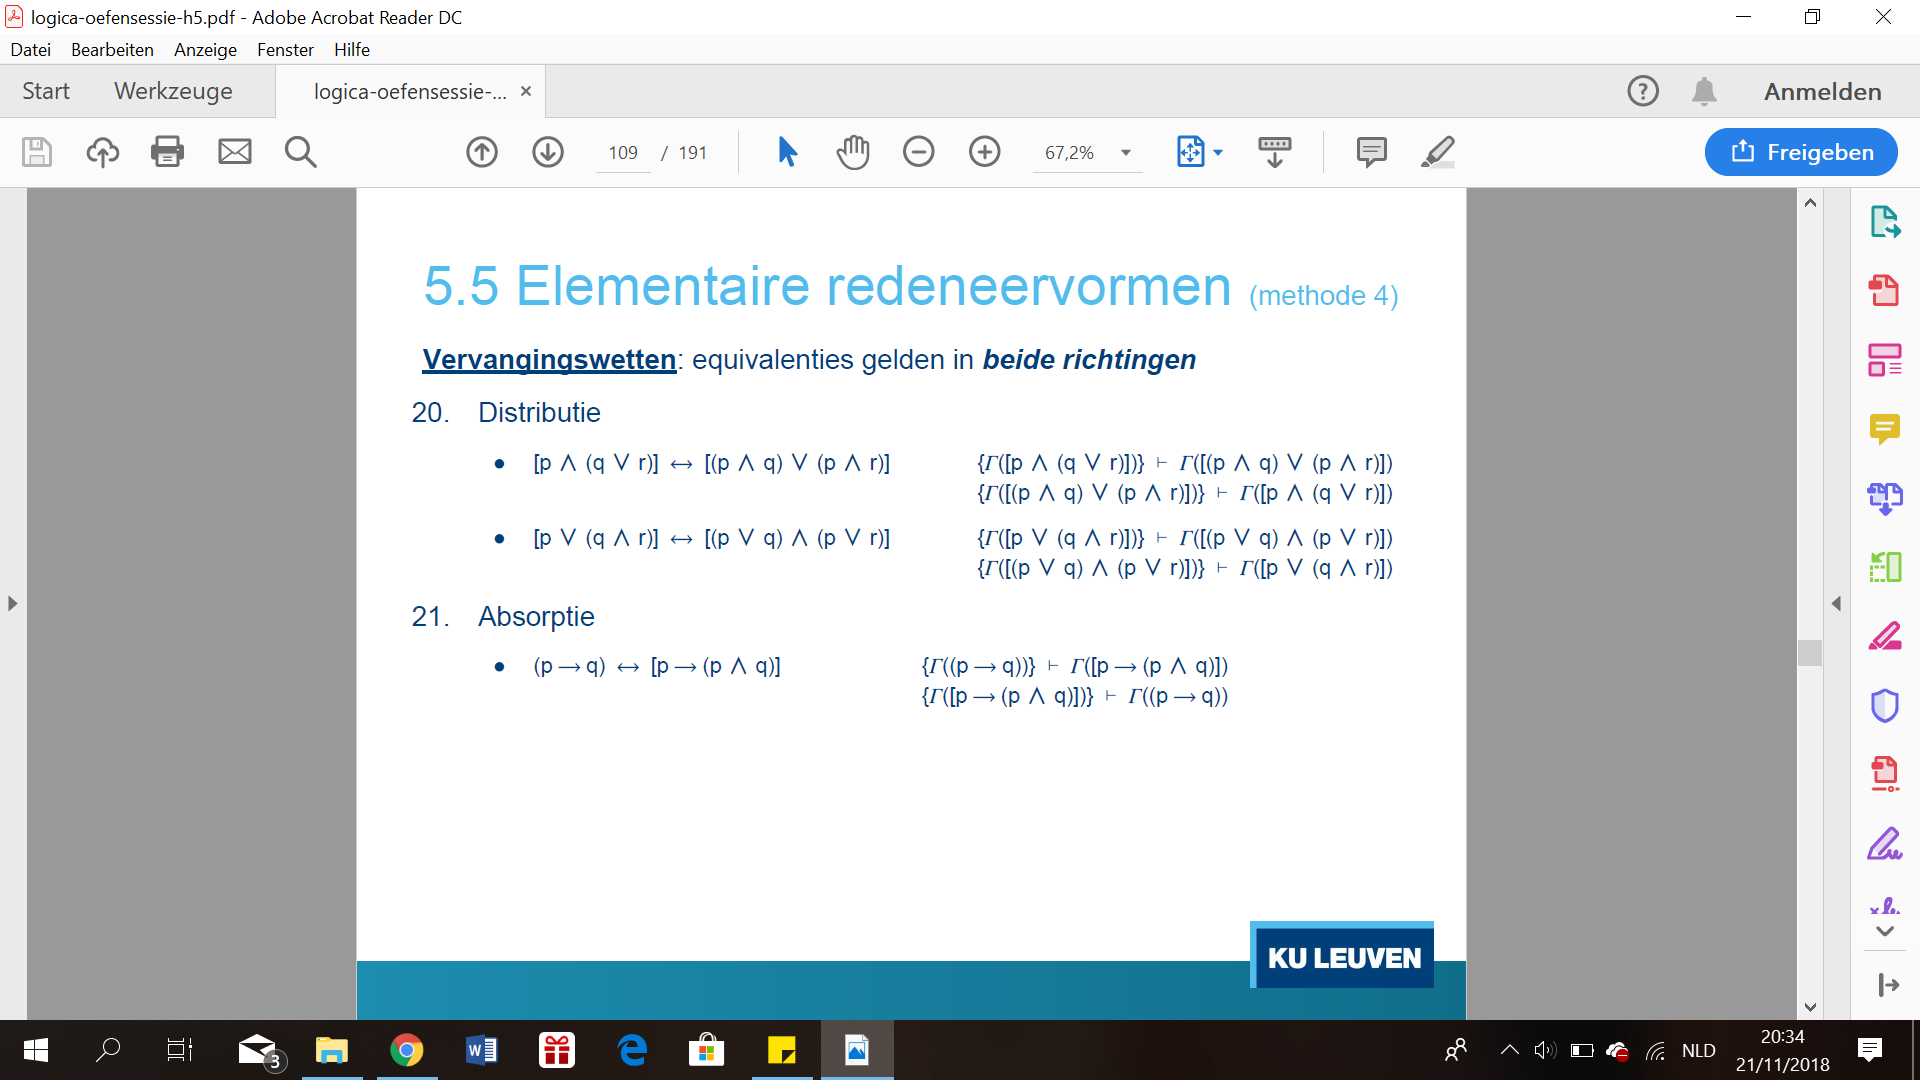 logica-oefensessie-h5.pdf - Adobe Acrobat Reader DC
Datei Bearbeiten Anzeige Fenster Hilfe
Start Werkzeuge logica-oefensessie-... × Anmelden
109 / 191 67,2% Freigeben
5.5 Elementaire redeneervormen (methode 4)
Vervangingswetten: equivalenties gelden in beide richtingen
20. Distributie
• [p ∧ (q ∨ r)] ↔ [(p ∧ q) ∨ (p ∧ r)] {Γ([p ∧ (q ∨ r)])} ⊢ Γ([(p ∧ q) ∨ (p ∧ r)])
{Γ([(p ∧ q) ∨ (p ∧ r)])} ⊢ Γ([p ∧ (q ∨ r)])
• [p ∨ (q ∧ r)] ↔ [(p ∨ q) ∧ (p ∨ r)] {Γ([p ∨ (q ∧ r)])} ⊢ Γ([(p ∨ q) ∧ (p ∨ r)])
{Γ([(p ∨ q) ∧ (p ∨ r)])} ⊢ Γ([p ∨ (q ∧ r)])
21. Absorptie
• (p → q) ↔ [p → (p ∧ q)] {Γ((p → q))} ⊢ Γ([p → (p ∧ q)])
{Γ([p → (p ∧ q)])} ⊢ Γ((p → q))
KU LEUVEN
3 NLD 20:34
21/11/2018